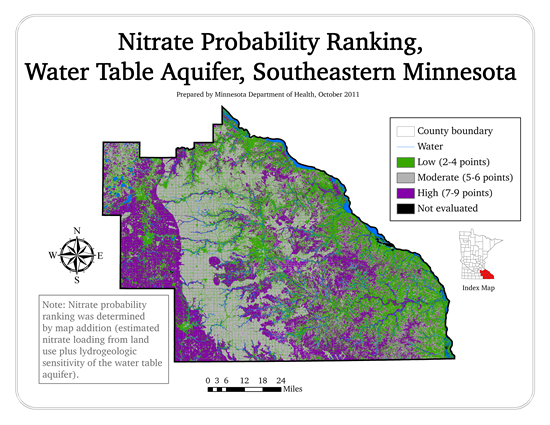 Nitrate Probability Ranking,
Water Table Aquifer, Southeastern Minnesota
Prepared by Minnesota Department of Health, October 2011
County boundary
Water
Low (2-4 points)
Moderate (5-6 points)
High (7-9 points)
Not evaluated
N
W E
S
Index Map
Note: Nitrate probability
ranking was determined
by map addition (estimated
nitrate loading from land
use plus lydrogeologic
sensitivity of the water table
aquifer).
0 3 6 12 18 24
Miles